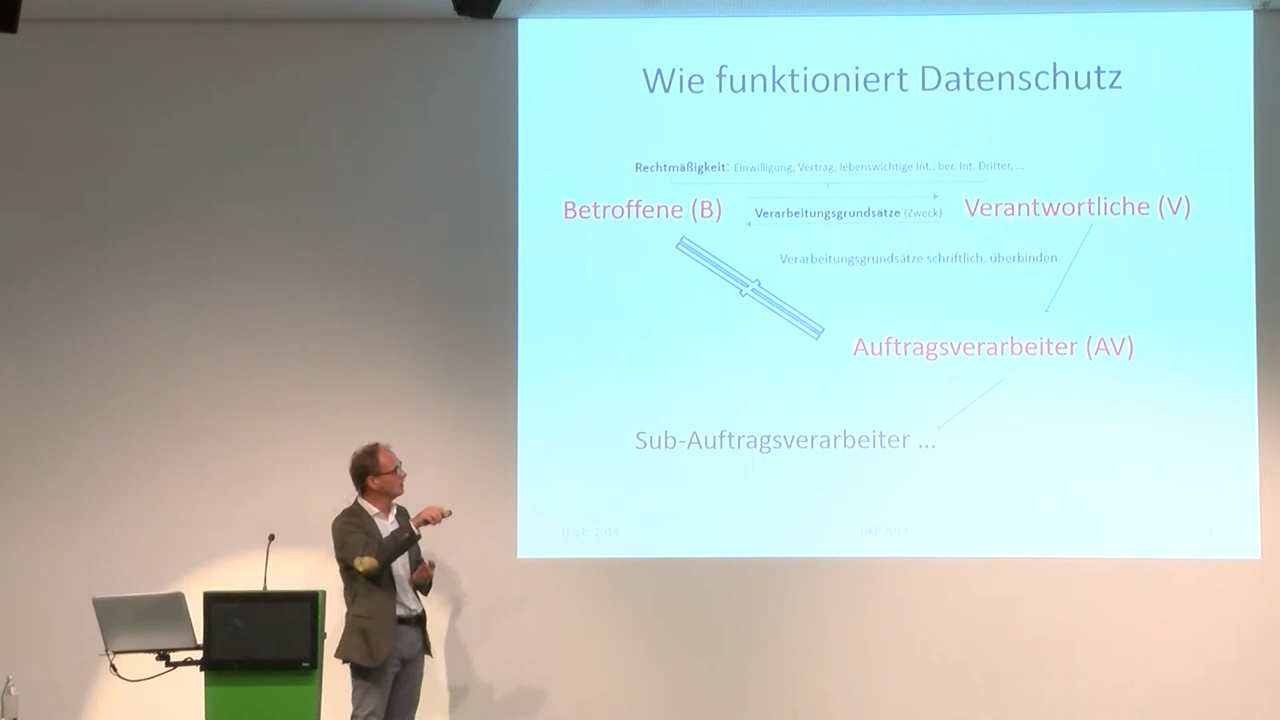 Wie funktioniert Datenschutz
Rechtmäßigkeit: Einwilligung, Vertrag, lebenswichtige Int., ber. Int. Dritter, ...
Betroffene (B)
Verarbeitungsgrundsätze (Zweck)
Verantwortliche (V)
Verarbeitungsgrundsätze schriftlich. überbinden
Auftragsverarbeiter (AV)
Sub-Auftragsverarbeiter ...